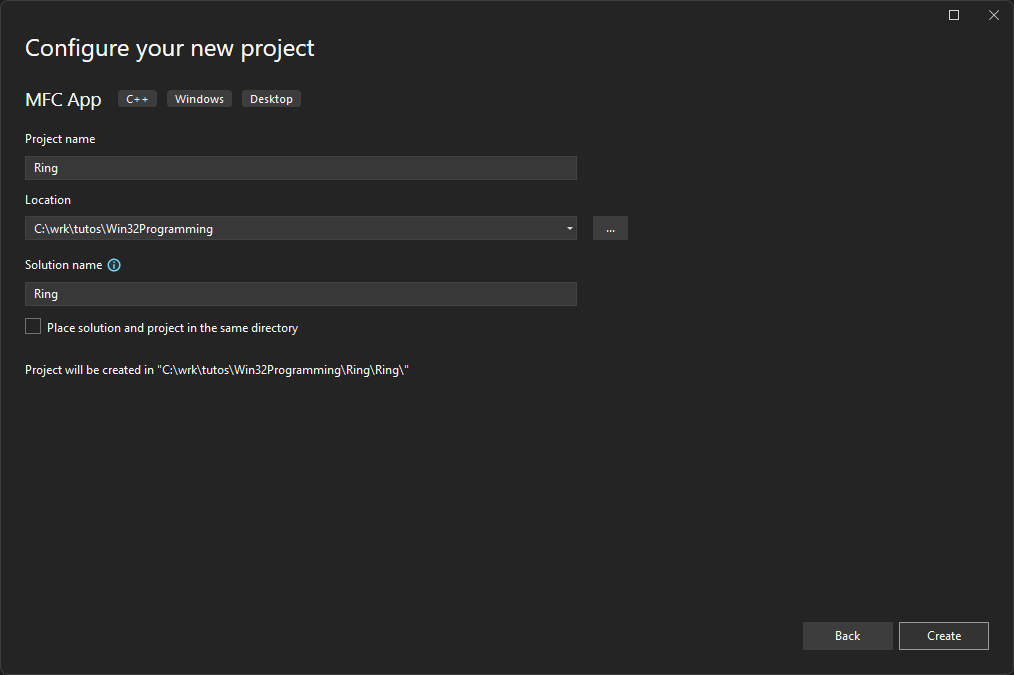 Configure your new project
MFC App C++ Windows Desktop
Project name
Ring
Location
C:\wrk\tutos\Win32Programming ...
Solution name
Ring
Place solution and project in the same directory
Project will be created in "C:\wrk\tutos\Win32Programming\Ring\Ring\"
Back Create